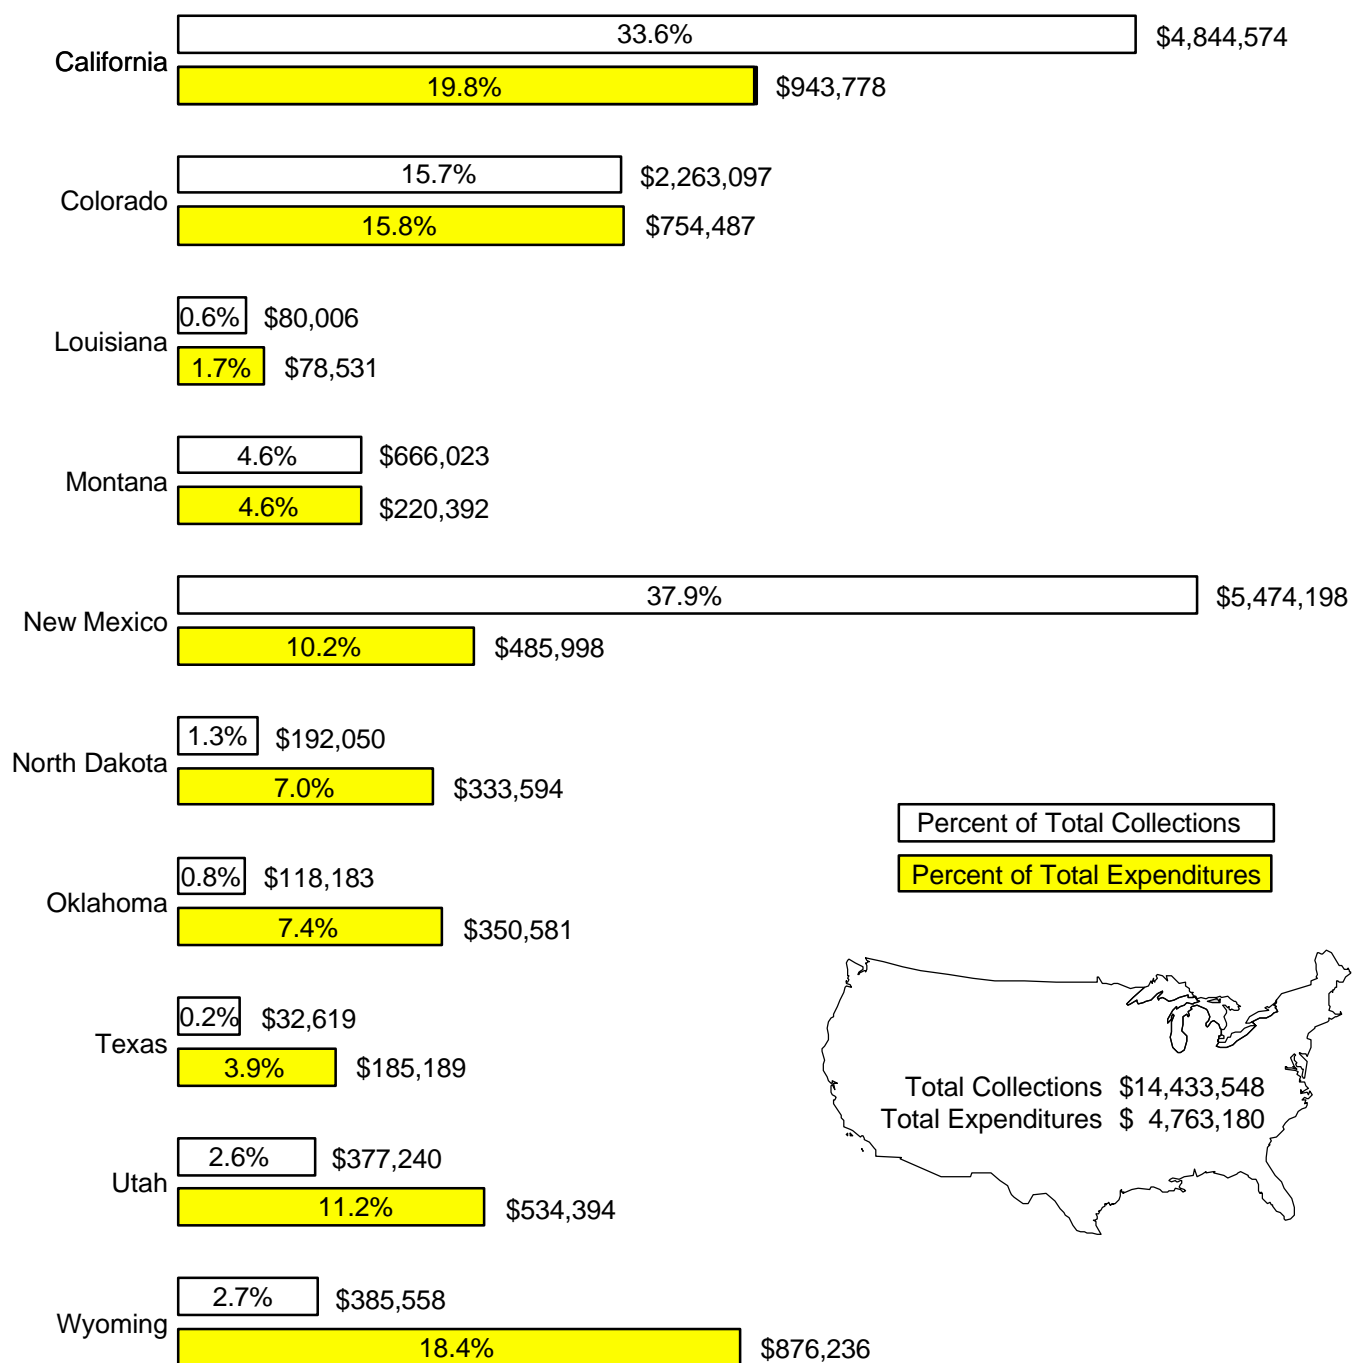 33.6% $4,844,574
California
19.8% $943,778
15.7% $2,263,097
Colorado
15.8% $754,487
0.6% $80,006
Louisiana
1.7% $78,531
4.6% $666,023
Montana
4.6% $220,392
37.9% $5,474,198
New Mexico
10.2% $485,998
1.3% $192,050
North Dakota
7.0% $333,594
Percent of Total Collections
0.8% $118,183
Percent of Total Expenditures
Oklahoma
7.4% $350,581
0.2% $32,619
Texas
3.9% $185,189
Total Collections $14,433,548
Total Expenditures $ 4,763,180
2.6% $377,240
Utah
11.2% $534,394
2.7% $385,558
Wyoming
18.4% $876,236